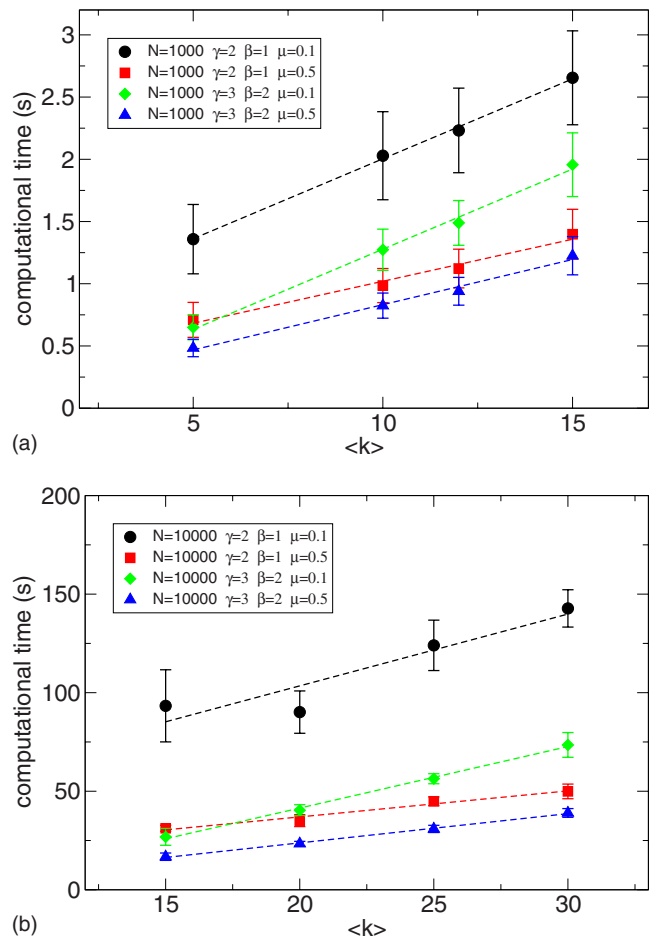 3
2.5
2
1.5
1
0.5
0
computational time (s)
N=1000 γ=2 β=1 μ=0.1
N=1000 γ=2 β=1 μ=0.5
N=1000 γ=3 β=2 μ=0.1
N=1000 γ=3 β=2 μ=0.5
5 10 15
(a) <k>
200
150
100
50
0
computational time (s)
N=10000 γ=2 β=1 μ=0.1
N=10000 γ=2 β=1 μ=0.5
N=10000 γ=3 β=2 μ=0.1
N=10000 γ=3 β=2 μ=0.5
15 20 25 30
(b) <k>